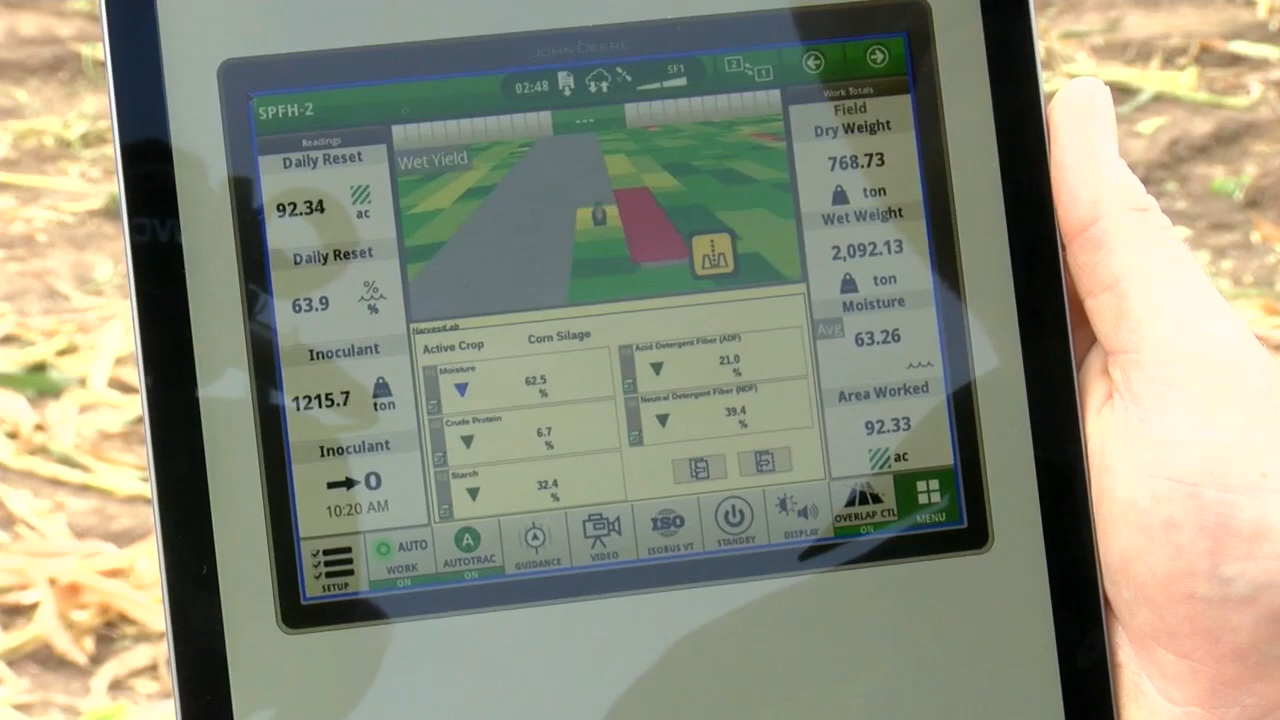 JOHN DEERE
SPFH-2
02:48
SF1
2
1
Readings
Daily Reset
92.34
ac
Daily Reset
63.9
%
%
Inoculant
1215.7
ton
Inoculant
0
10:20 AM
Wet Yield
---
HarvestLab
Active Crop
Corn Silage
Moisture
62.5
%
Crude Protein
6.7
%
Starch
32.4
%
Acid Detergent Fiber (ADF)
21.0
%
Neutral Detergent Fiber (NDF)
39.4
%
Work Totals
Field
Dry Weight
768.73
ton
Wet Weight
2,092.13
ton
Moisture
Avg
63.26
Area Worked
92.33
ac
SETUP
AUTO
WORK
ON
A
AUTOTRAC
ON
GUIDANCE
VIDEO
ISO
ISOBUS VT
STANDBY
DISPLAY
OVERLAP CTL
ON
MENU